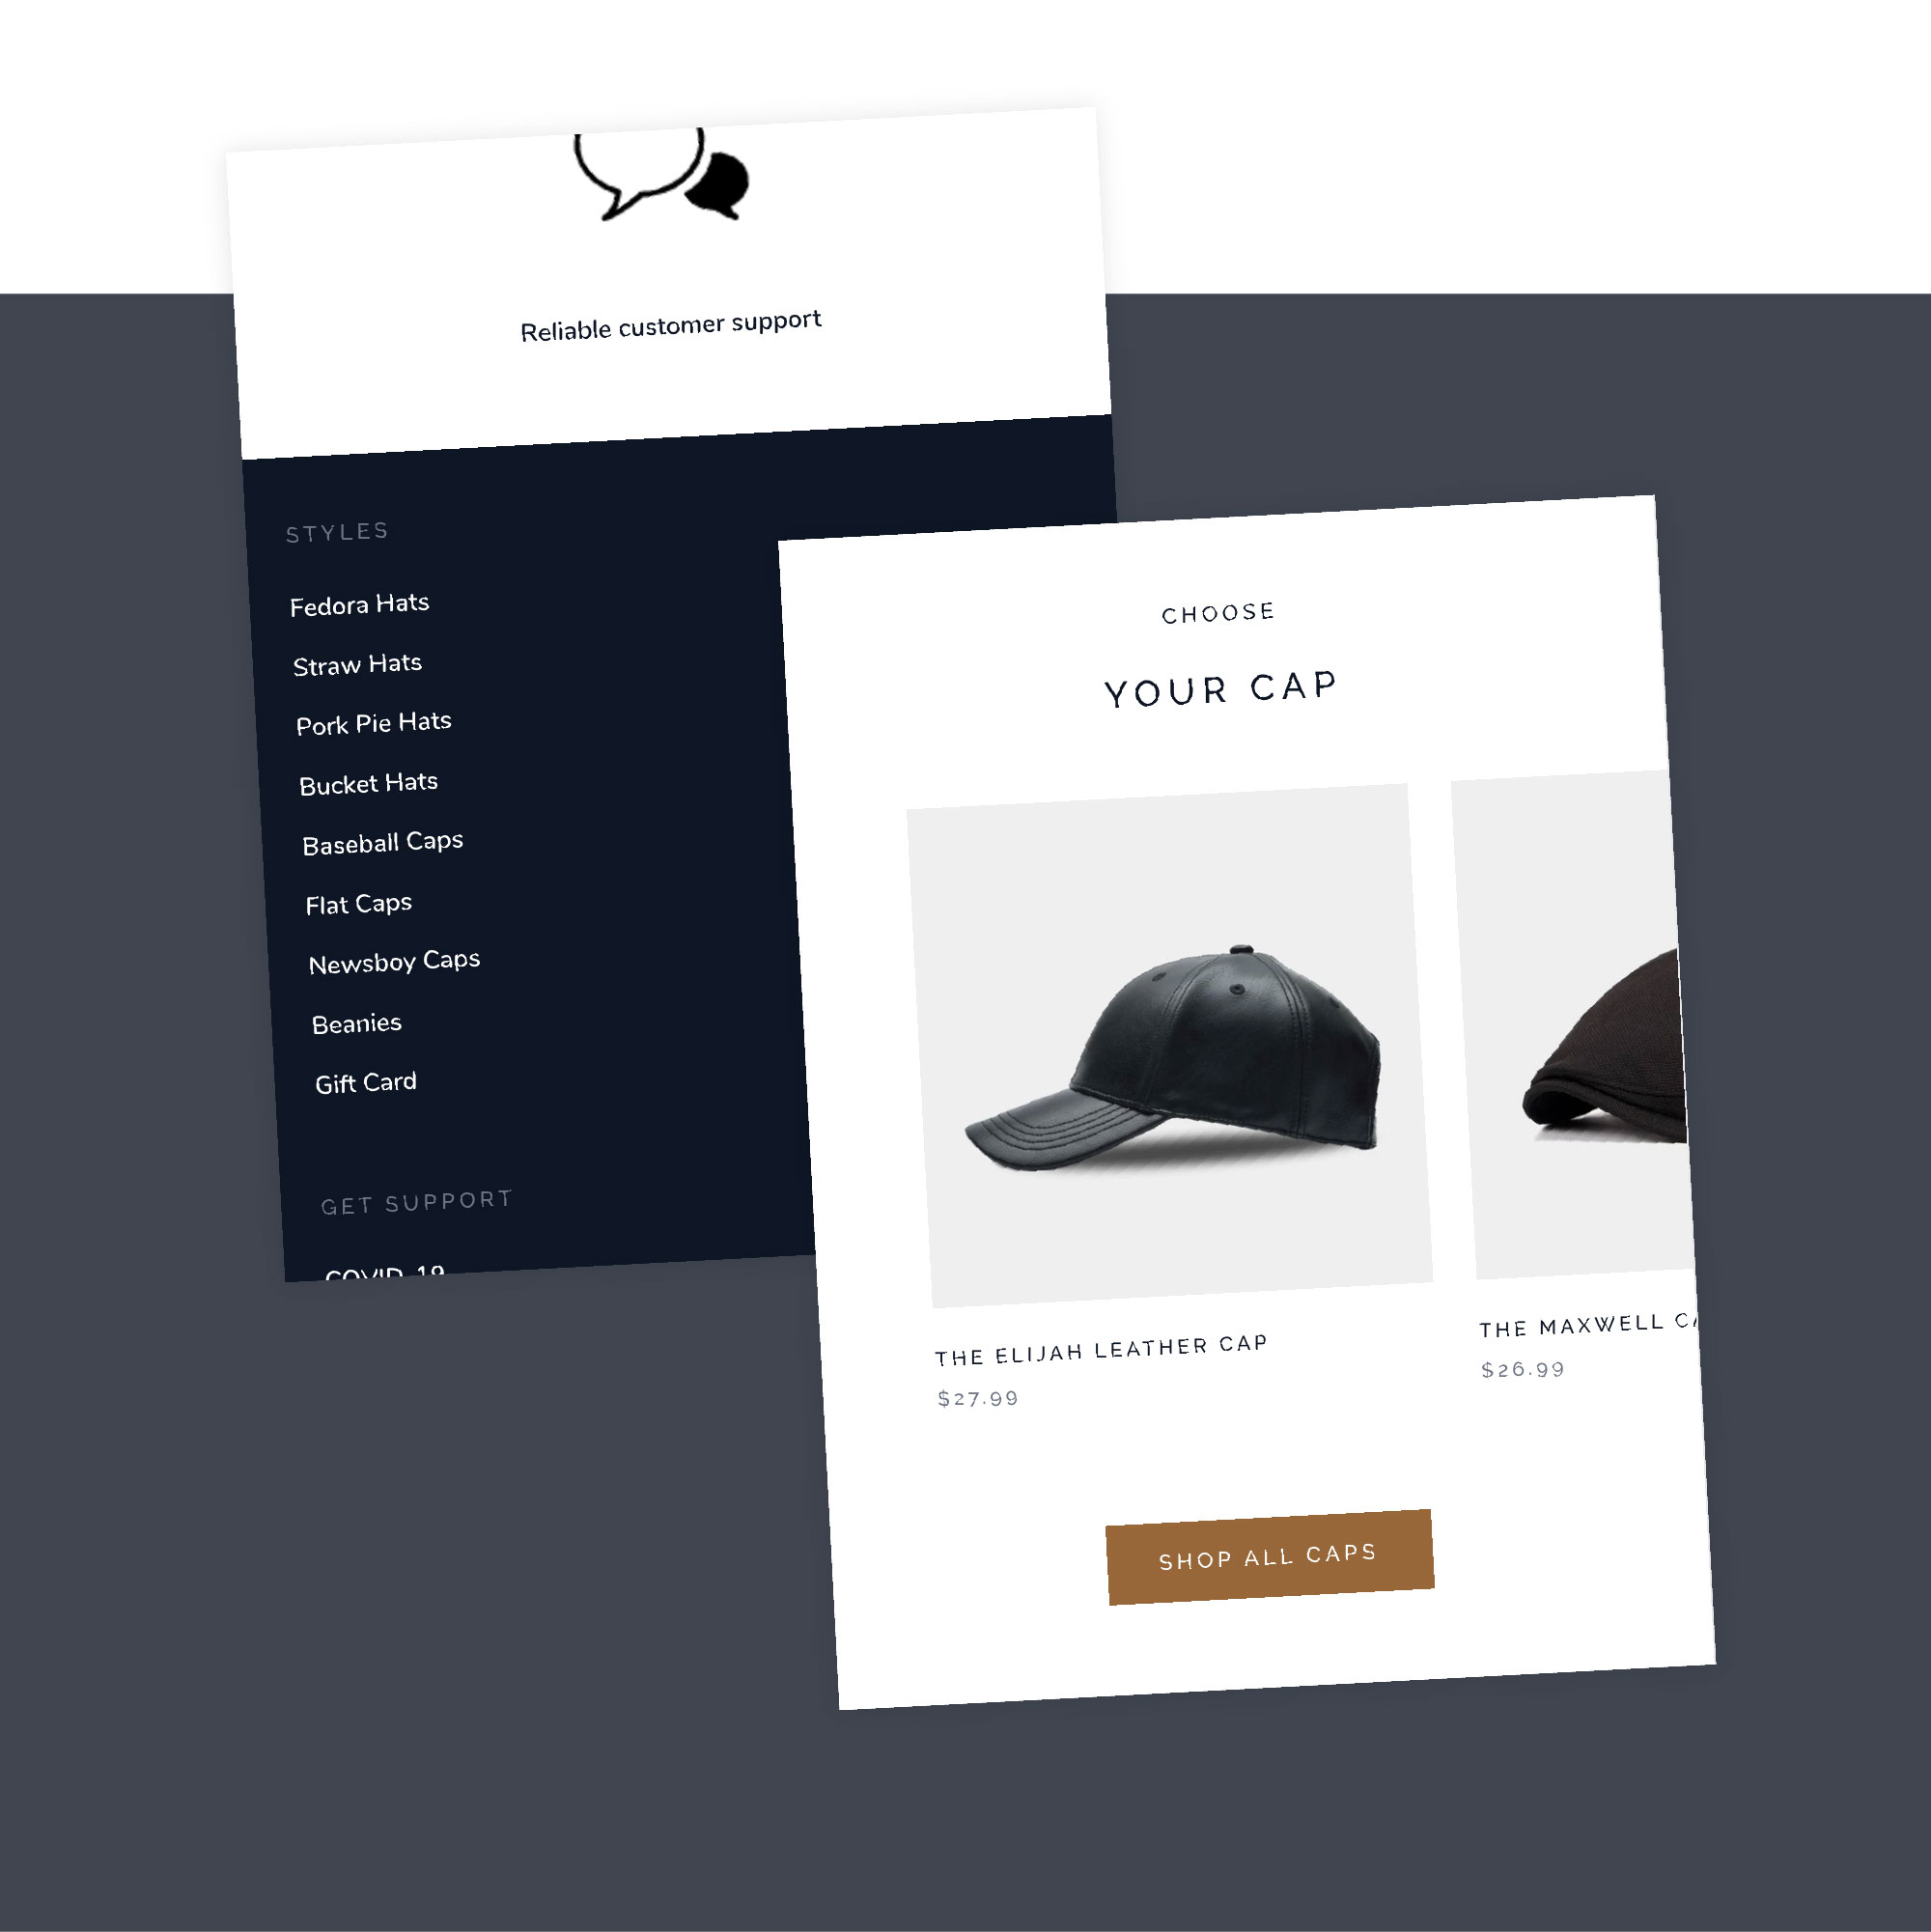 Reliable customer support
STYLES
Fedora Hats
Straw Hats
Pork Pie Hats
Bucket Hats
Baseball Caps
Flat Caps
Newsboy Caps
Beanies
Gift Card
GET SUPPORT
COVID-19
CHOOSE
YOUR CAP
THE ELIJAH LEATHER CAP
$27.99
THE MAXWELL
$26.99
SHOP ALL CAPS